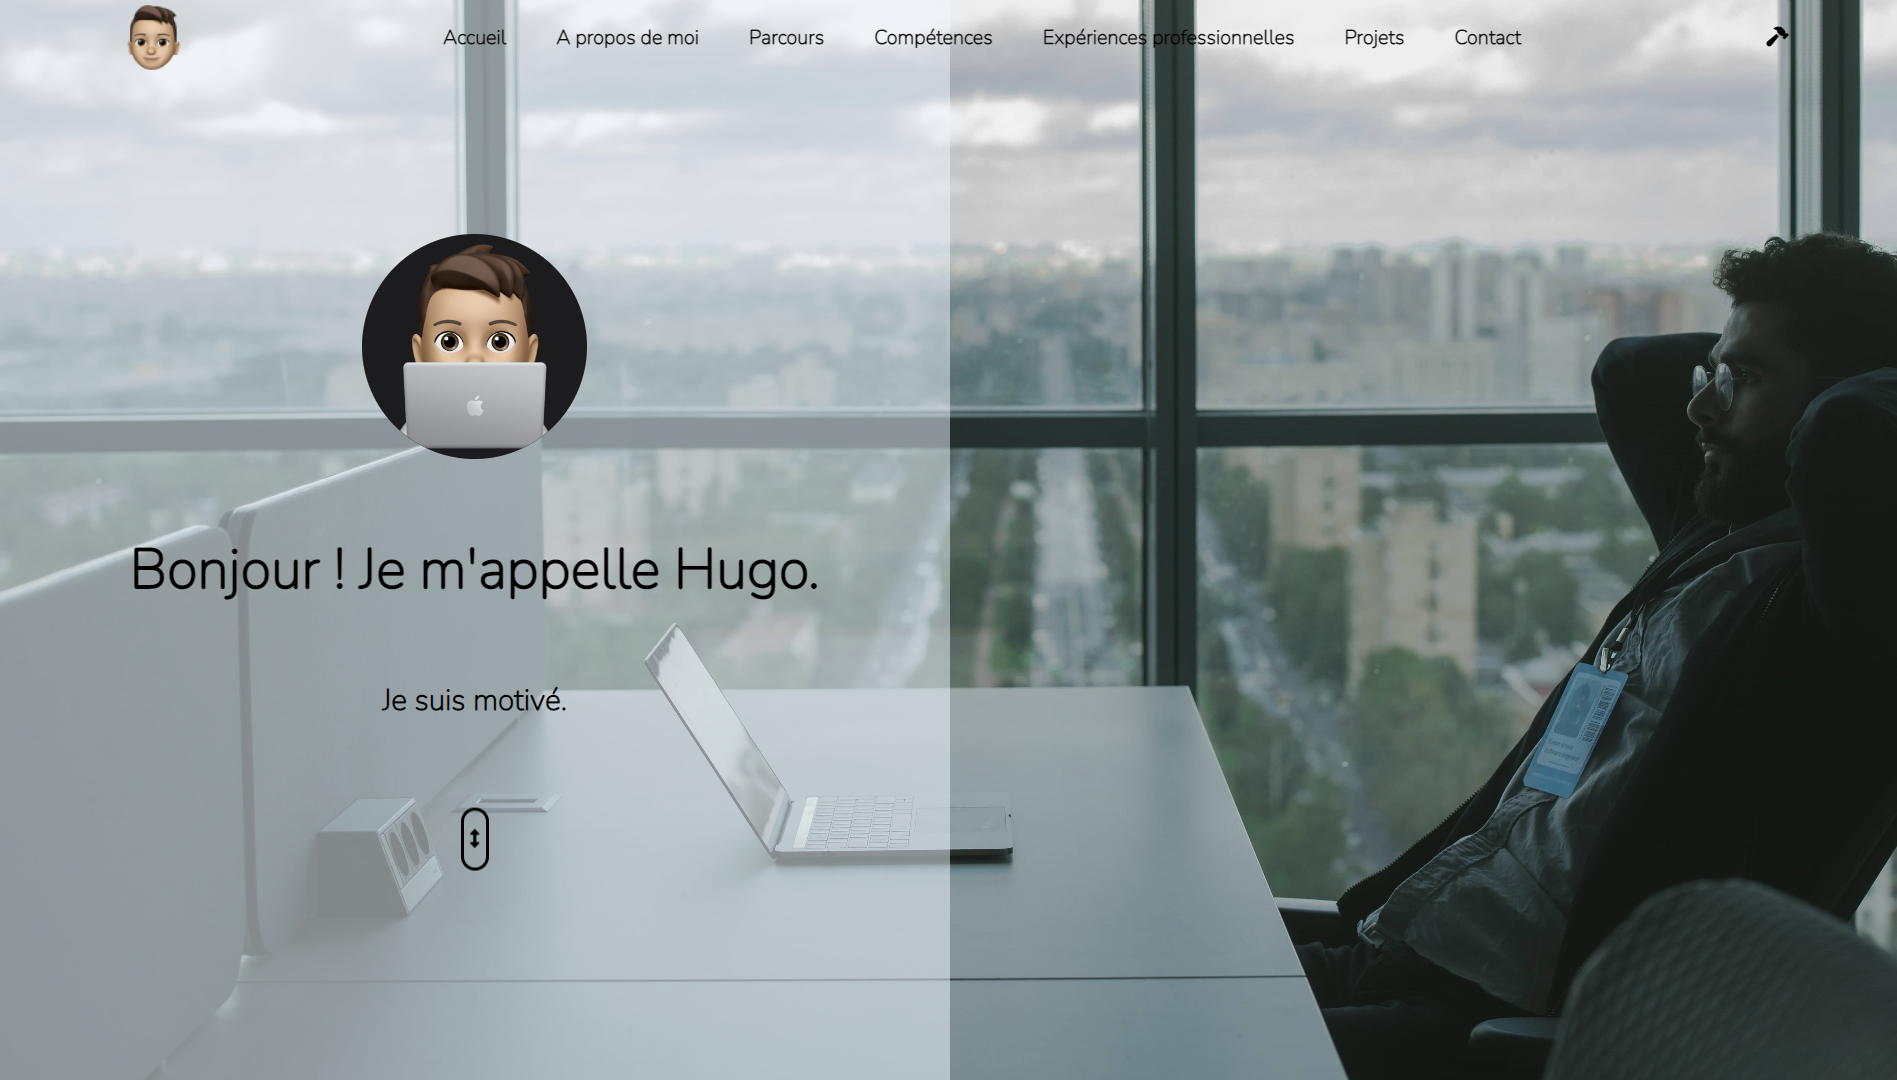 Accueil A propos de moi Parcours Compétences Expériences professionnelles Projets Contact
Bonjour ! Je m'appelle Hugo.
Je suis motivé.